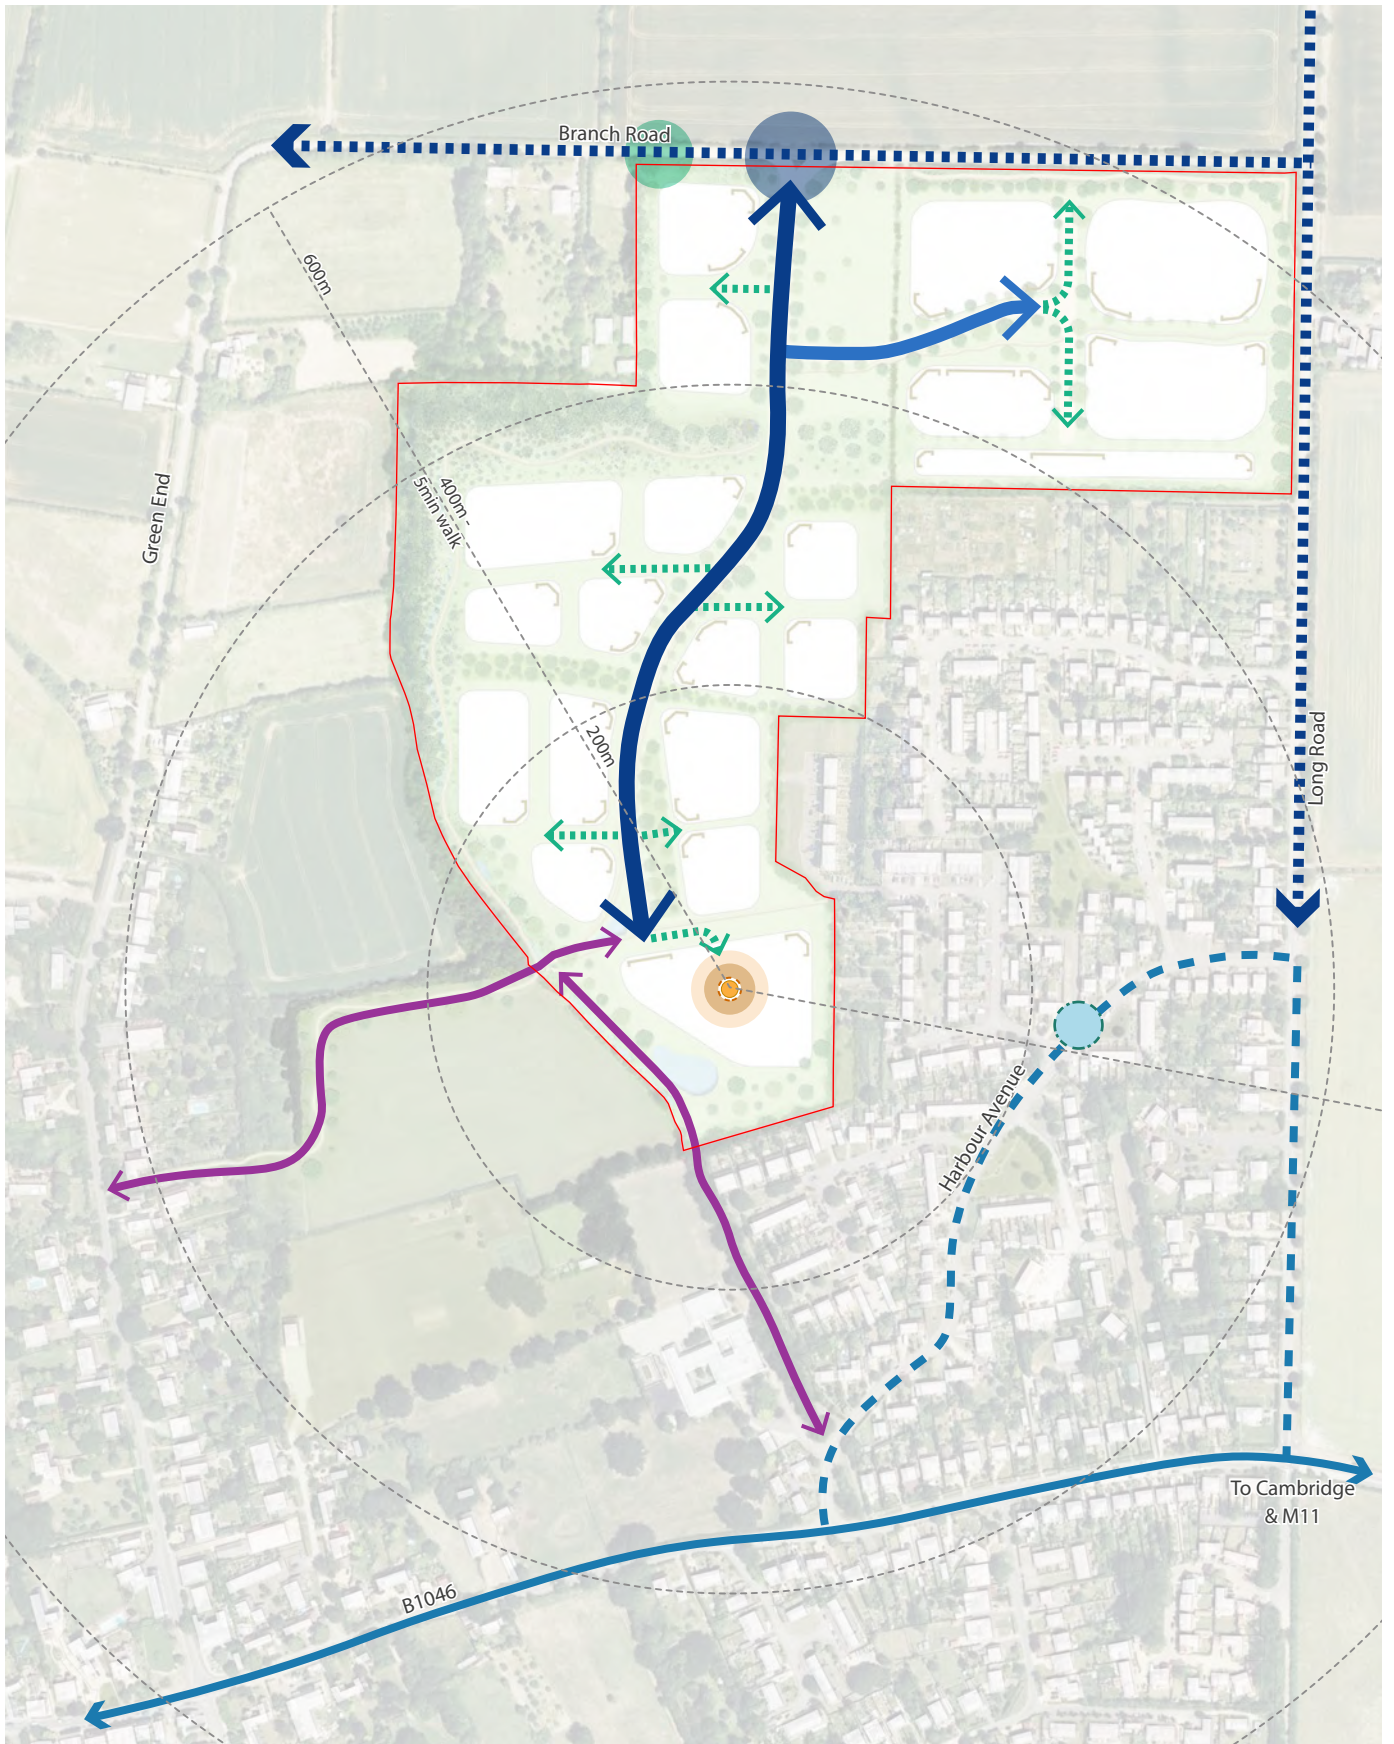 Branch Road
600m
400m -
5min walk
Green End
200m
Long Road
Harbour Avenue
To Cambridge
& M11
B1046